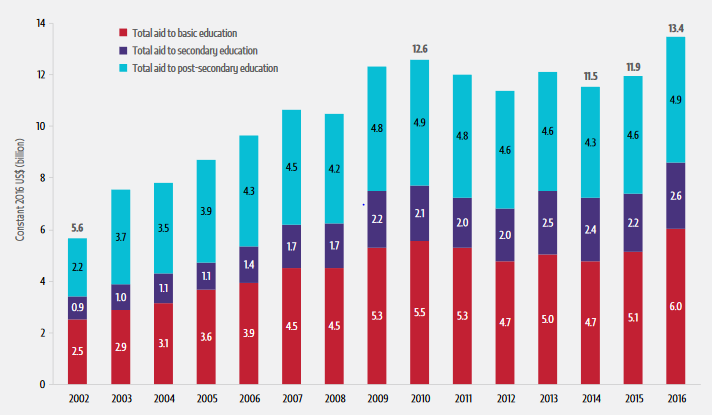 14
13.4
12.6
Total aid to basic education
Total aid to secondary education
Total aid to post-secondary education
12
11.9
11.5
10
8
6
4
2
0
Constant 2016 US$ (billion)
5.6
2.2 3.7 3.5 3.9 4.3 4.5 4.2 4.8 4.9 4.8 4.6 4.6 4.3 4.6 4.9
0.9 1.0 1.1 1.1 1.4 1.7 1.7 2.2 2.1 2.0 2.0 2.5 2.4 2.2 2.6
2.5 2.9 3.1 3.6 3.9 4.5 4.5 5.3 5.5 5.3 4.7 5.0 4.7 5.1 6.0
2002 2003 2004 2005 2006 2007 2008 2009 2010 2011 2012 2013 2014 2015 2016